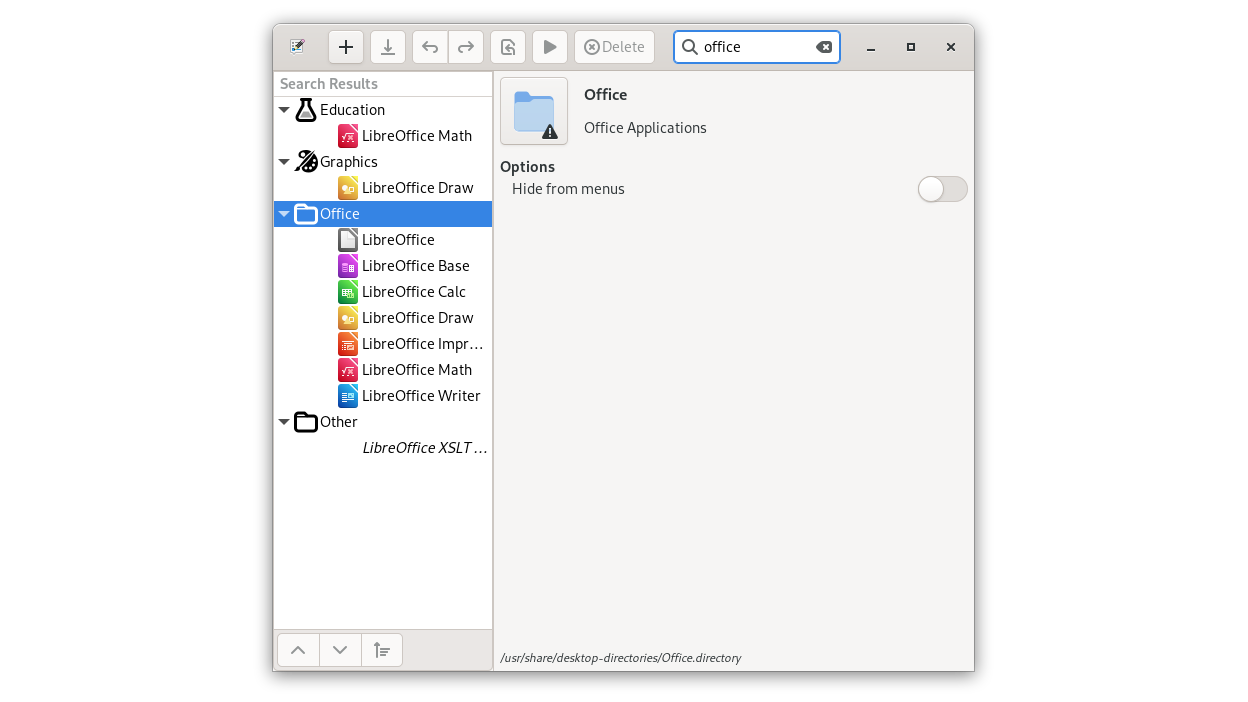 Delete
office
Search Results
Education
LibreOffice Math
Graphics
LibreOffice Draw
Office
LibreOffice
LibreOffice Base
LibreOffice Calc
LibreOffice Draw
LibreOffice Impr…
LibreOffice Math
LibreOffice Writer
Other
LibreOffice XSLT …
Office
Office Applications
Options
Hide from menus
/usr/share/desktop-directories/Office.directory